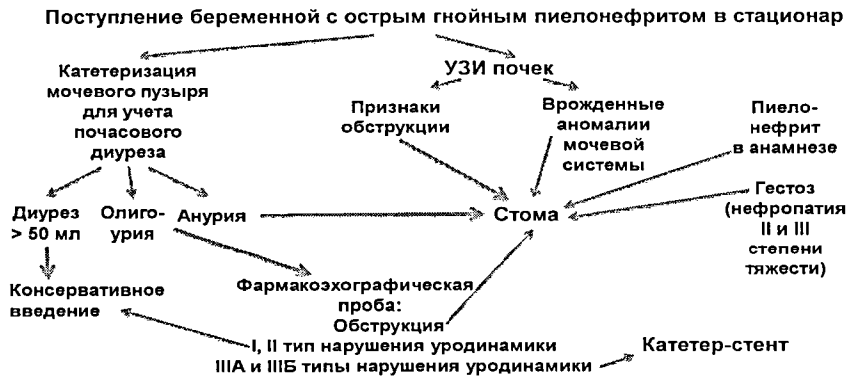 Поступление беременной с острым гнойным пиелонефритом в стационар
Катетеризация
мочевого пузыря
для учета
почасового
диуреза
УЗИ почек
Признаки
обструкции
Врожденные
аномалии
мочевой
системы
Пиело-
нефрит
в анамнезе
Диурез
> 50 мл
Олиго-
урия
Анурия
Стома
Гестоз
(нефропатия
II и III
степени
тяжести)
Консервативное
введение
Фармакоэхографическая
проба:
Обструкция
I, II тип нарушения уродинамики
IIIА и IIIБ типы нарушения уродинамики
Катетер-стент